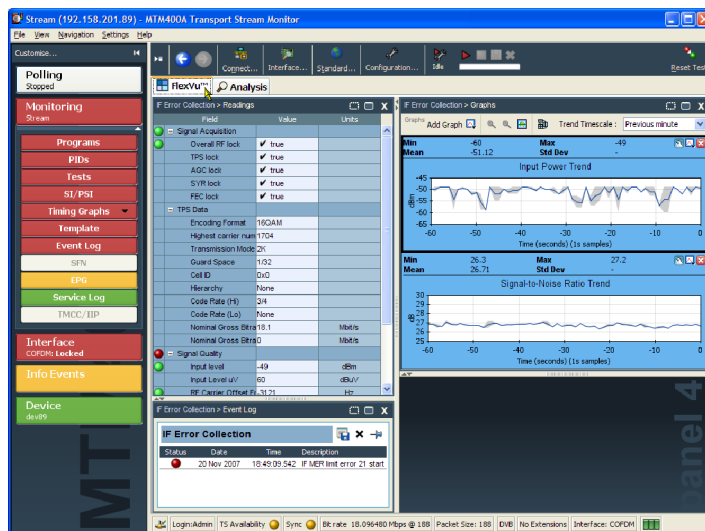 Stream (192.158.201.89) - MTM400A Transport Stream Monitor
File View Navigation Settings Help
Customise...
Connect... Interface... Standard... Configuration... Idle Reset Test
Polling
Stopped
FlexVu™ Analysis
Monitoring
Stream
Programs
PIDs
Tests
SI/PSI
Timing Graphs
Template
Event Log
SFN
EPG
Service Log
TMCC/IIP
Interface
COFDM: Locked
Info Events
Device
dev89
IF Error Collection > Readings
Field Value Units
Signal Acquisition
Overall RF lock true
TPS lock true
AGC lock true
SYR lock true
FEC lock true
TPS Data
Encoding Format 16QAM
Highest carrier num 1704
Transmission Mode 2K
Guard Space 1/32
Cell ID 0x0
Hierarchy None
Code Rate (Hi) 3/4
Code Rate (Lo) None
Nominal Gross Bitra 18.1 Mbit/s
Nominal Gross Bitra 0 Mbit/s
Signal Quality
Input level -49 dBm
Input Level uV 60 dBuV
RF Carrier Offset F -3121 Hz
IF Error Collection > Graphs
Graphs Add Graph Trend Timescale : Previous minute
Min -60 Max -49
Mean -51.12 Std Dev -
Input Power Trend
dBm
-45
-50
-55
-60
-65
-60 -50 -40 -30 -20 -10 0
Time (seconds) (1s samples)
Min 26.3 Max 27.2
Mean 26.71 Std Dev -
Signal-to-Noise Ratio Trend
dB
30
29
28
27
26
25
-60 -50 -40 -30 -20 -10 0
Time (seconds) (1s samples)
IF Error Collection > Event Log
IF Error Collection
Status Date Time Description
20 Nov 2007 18:49:09.542 IF MER limit error 21 start
MTM
panel 4
Login:Admin TS Availability Sync Bit rate 18.096480 Mbps @ 188 Packet Size: 188 DVB No Extensions Interface: COFDM